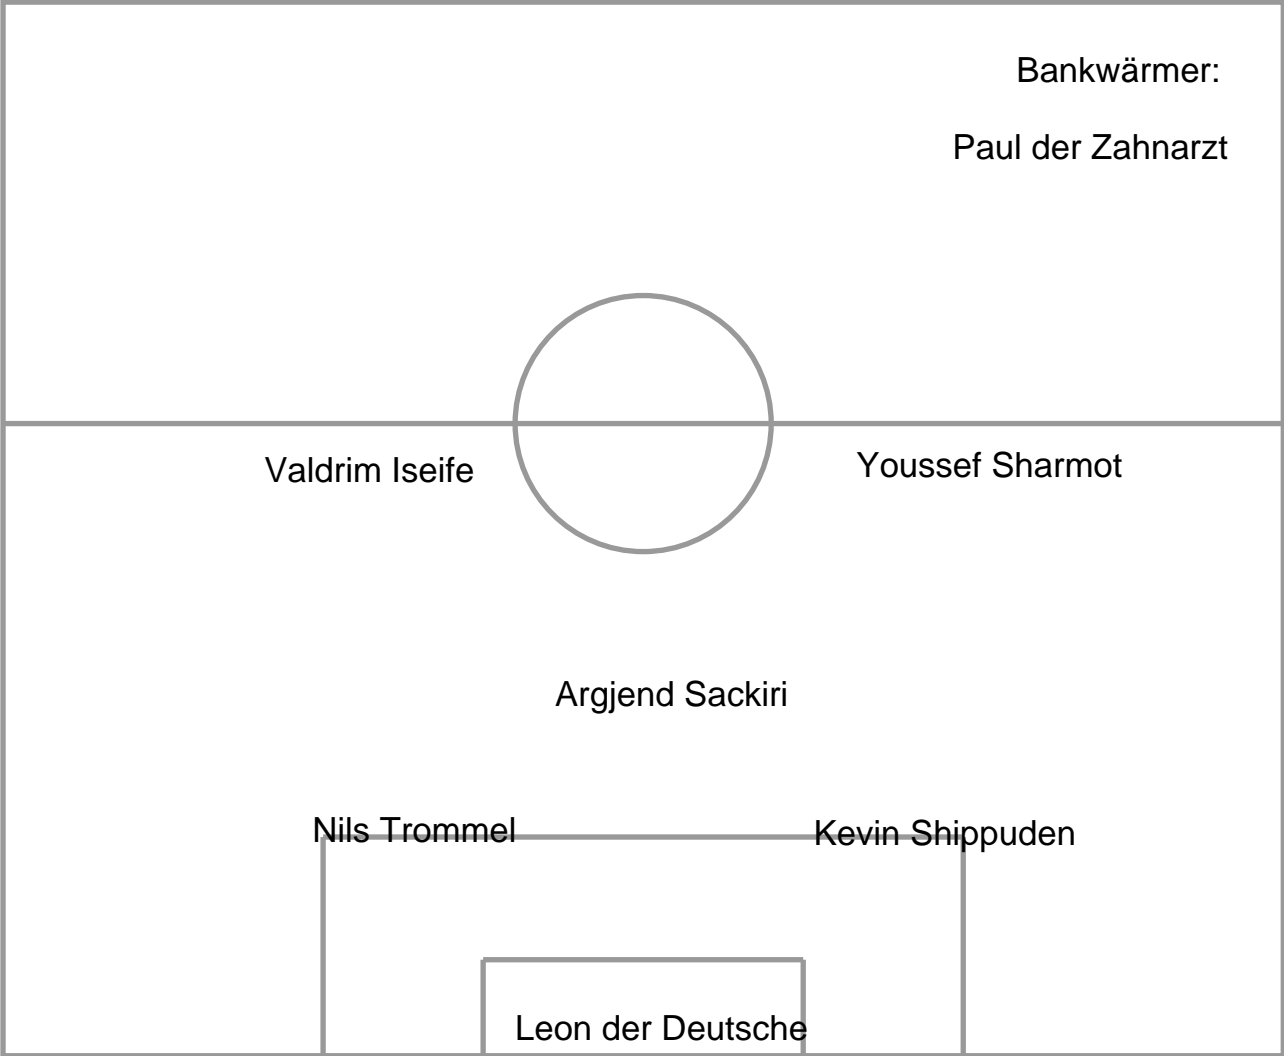 Bankwärmer:
Paul der Zahnarzt
Valdrim Iseife
Youssef Sharmot
Argjend Sackiri
Nils Trommel
Kevin Shippuden
Leon der Deutsche